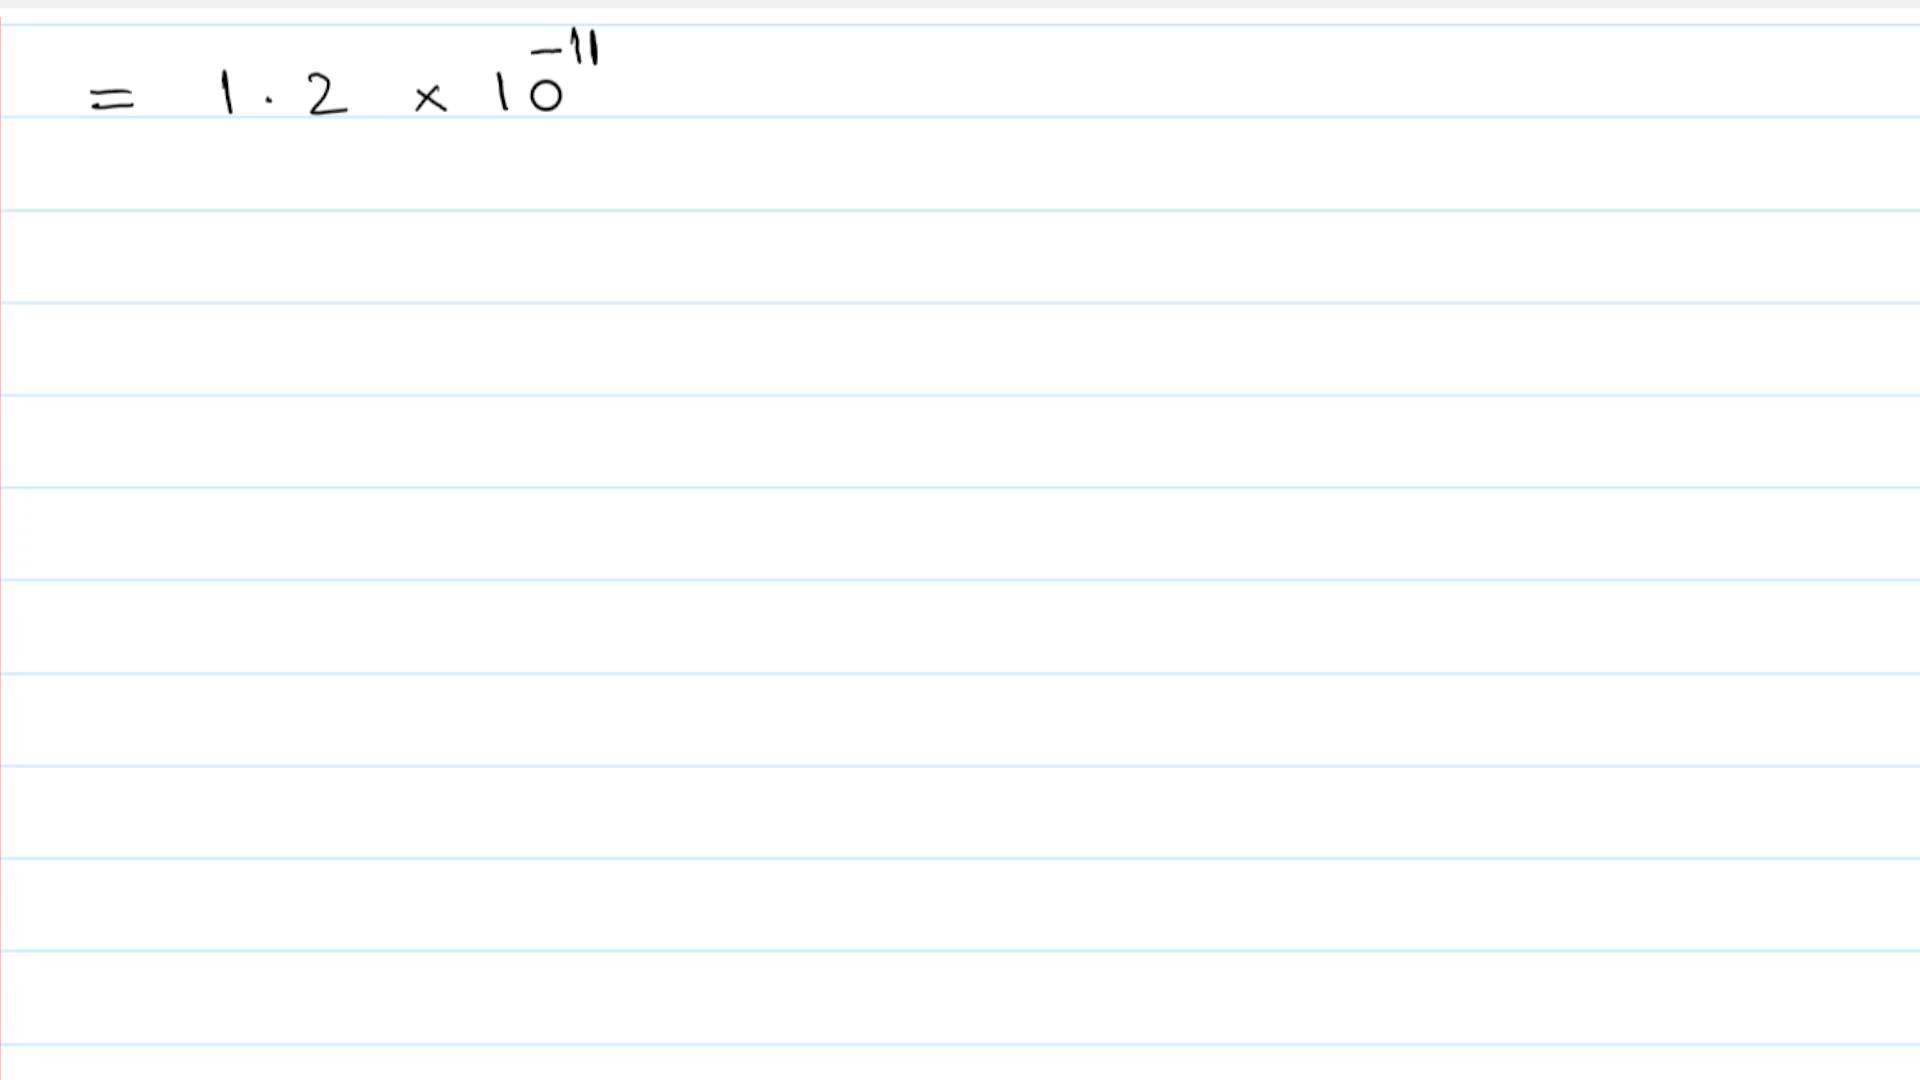 = 1.2 × 10⁻¹¹